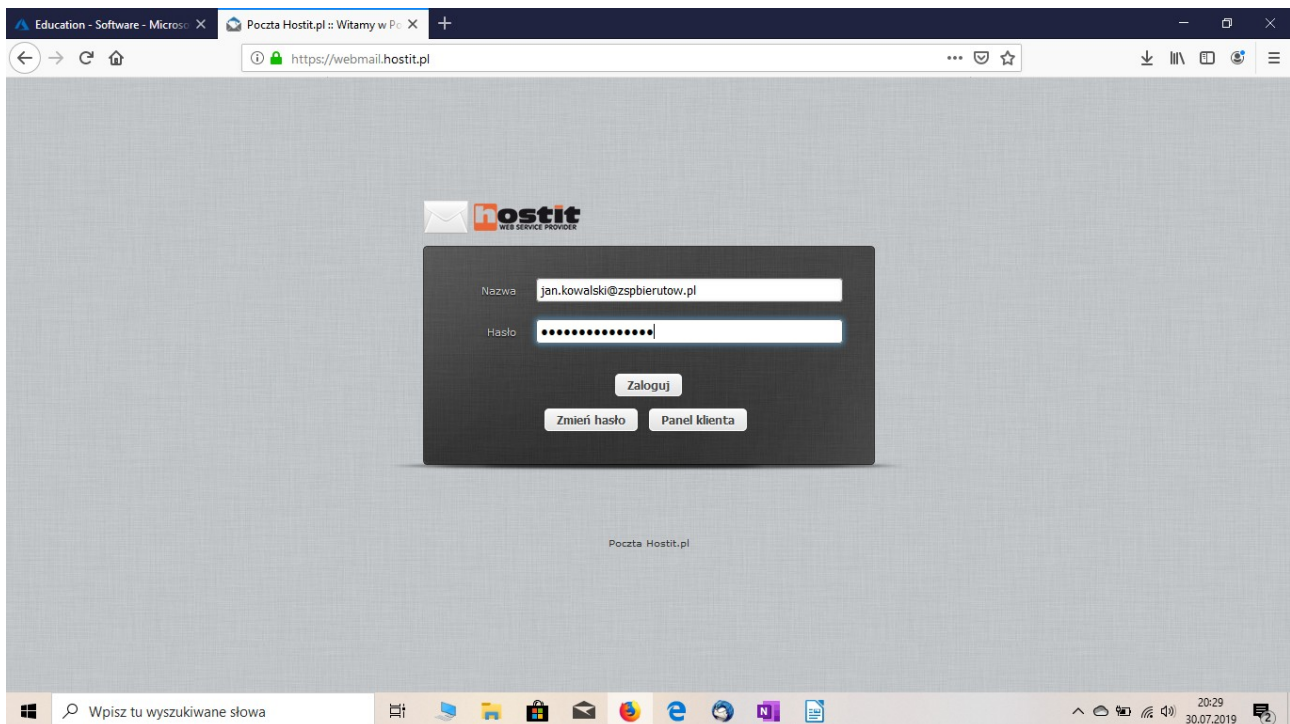 Education - Software - Microso
Poczta Hostit.pl :: Witamy w Po
https://webmail.hostit.pl
hostit
WEB SERVICE PROVIDER
Nazwa jan.kowalski@zspbierutow.pl
Hasło •••••••••••••••
Zaloguj
Zmień hasło Panel klienta
Poczta Hostit.pl
Wpisz tu wyszukiwane słowa
20:29
30.07.2019
2